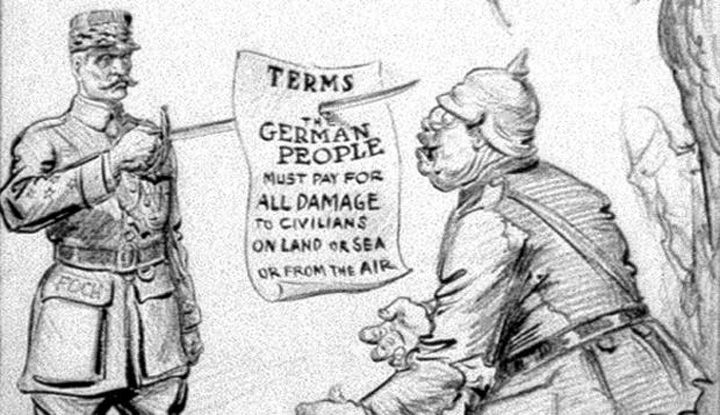 TERMS
THE
GERMAN
PEOPLE
MUST PAY FOR
ALL DAMAGE
TO CIVILIANS
ON LAND OR SEA
OR FROM THE AIR
FOCH